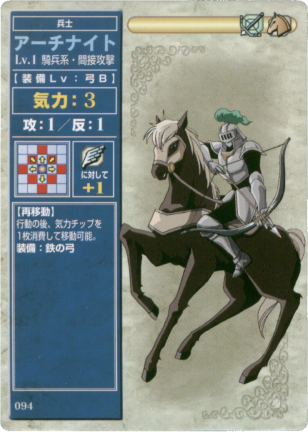 兵士
アーチナイト
Lv.1 騎兵系・間接攻撃
【装備Lv：弓B】
気力：3
攻：1／反：1
に対して
+1
【再移動】
行動の後、気力チップを
1枚消費して移動可能。
装備：鉄の弓
094